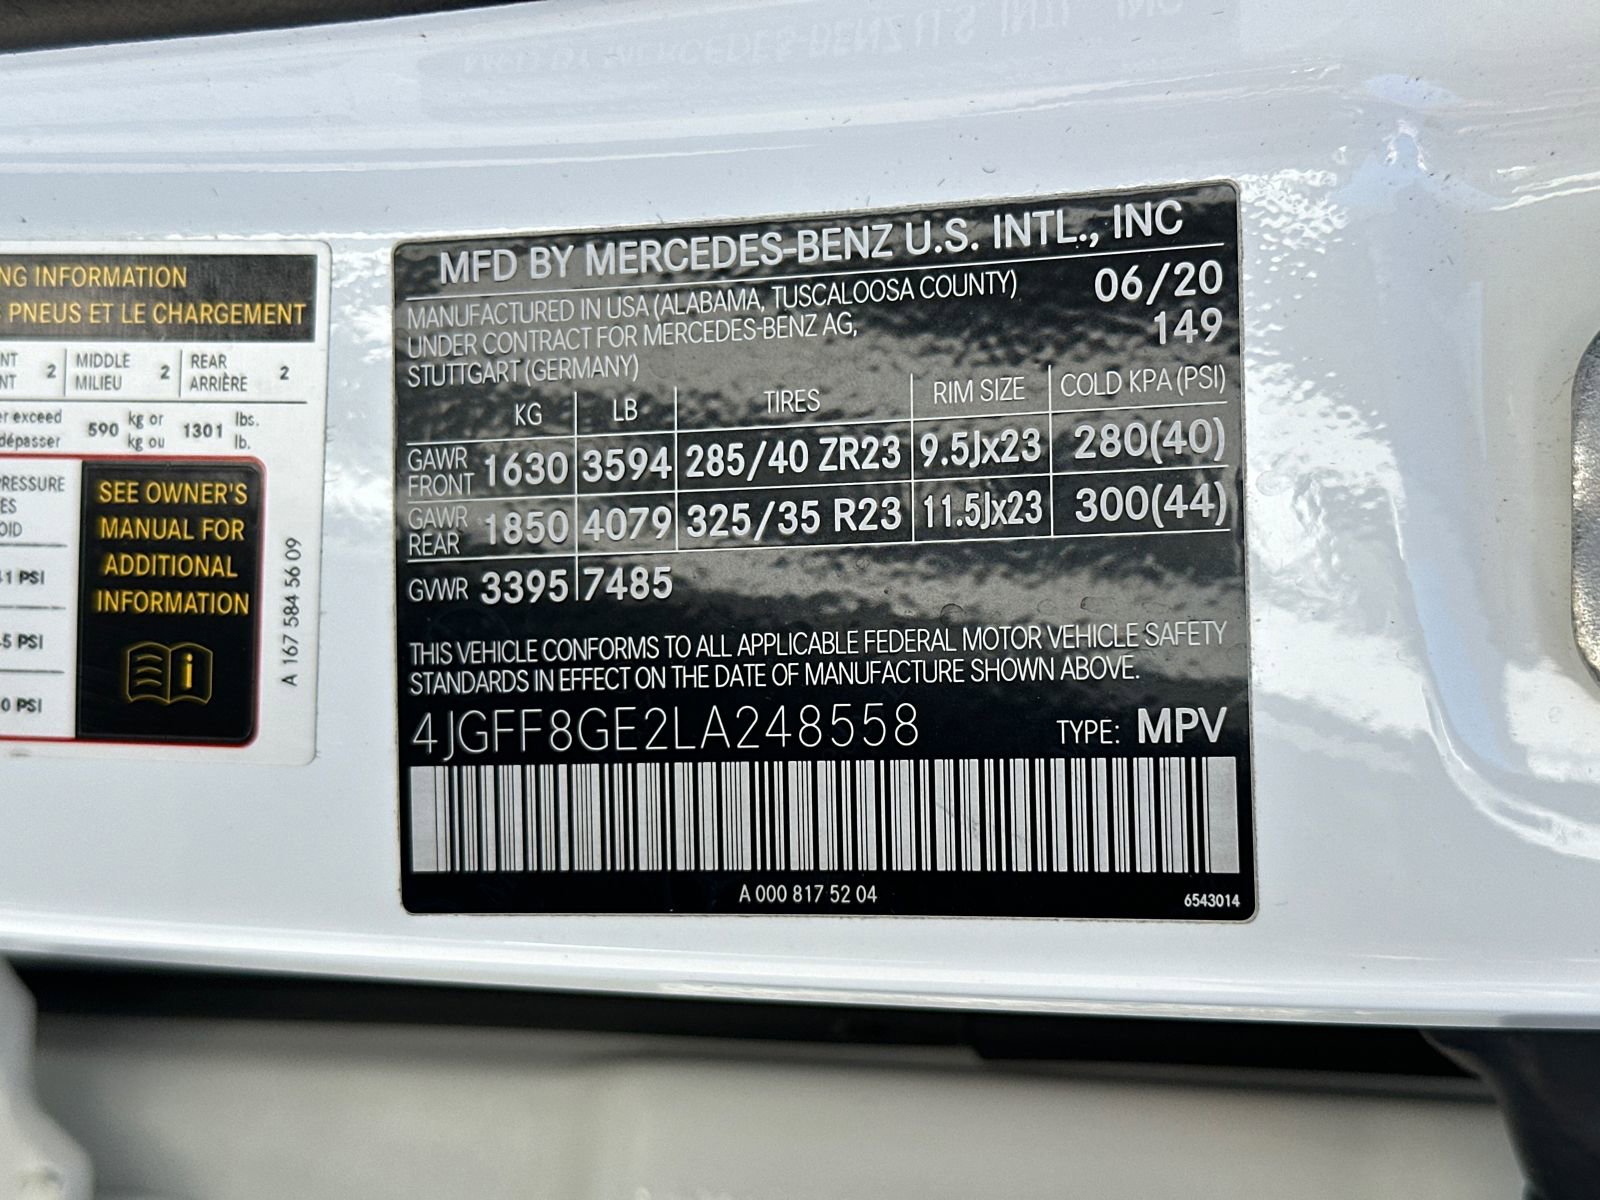 NG INFORMATION
PNEUS ET LE CHARGEMENT
NT 2 MIDDLE 2 REAR 2
NT MILIEU ARRIÈRE
er exceed 590 kg or 1301 lbs.
dépasser kg ou lb.
RESSURE
ES
OID
41 PSI
45 PSI
0 PSI
SEE OWNER'S
MANUAL FOR
ADDITIONAL
INFORMATION
A 167 584 56 09
MFD BY MERCEDES-BENZ U.S. INTL., INC
MANUFACTURED IN USA (ALABAMA, TUSCALOOSA COUNTY) 06/20
UNDER CONTRACT FOR MERCEDES-BENZ AG, 149
STUTTGART (GERMANY)
KG LB TIRES RIM SIZE COLD KPA (PSI)
GAWR FRONT 1630 3594 285/40 ZR23 9.5Jx23 280(40)
GAWR REAR 1850 4079 325/35 R23 11.5Jx23 300(44)
GVWR 3395 7485
THIS VEHICLE CONFORMS TO ALL APPLICABLE FEDERAL MOTOR VEHICLE SAFETY
STANDARDS IN EFFECT ON THE DATE OF MANUFACTURE SHOWN ABOVE.
4JGFF8GE2LA248558 TYPE: MPV
A 000 817 52 04
6543014